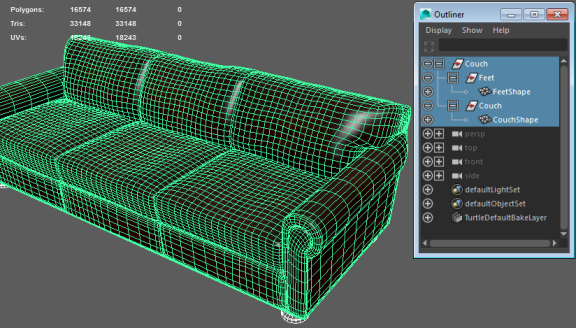 Polygons: 16574 16574 0
Tris: 33148 33148 0
UVs: 18243 18243 0
Outliner
Display Show Help
Couch
Feet
FeetShape
Couch
CouchShape
persp
top
front
side
defaultLightSet
defaultObjectSet
TurtleDefaultBakeLayer